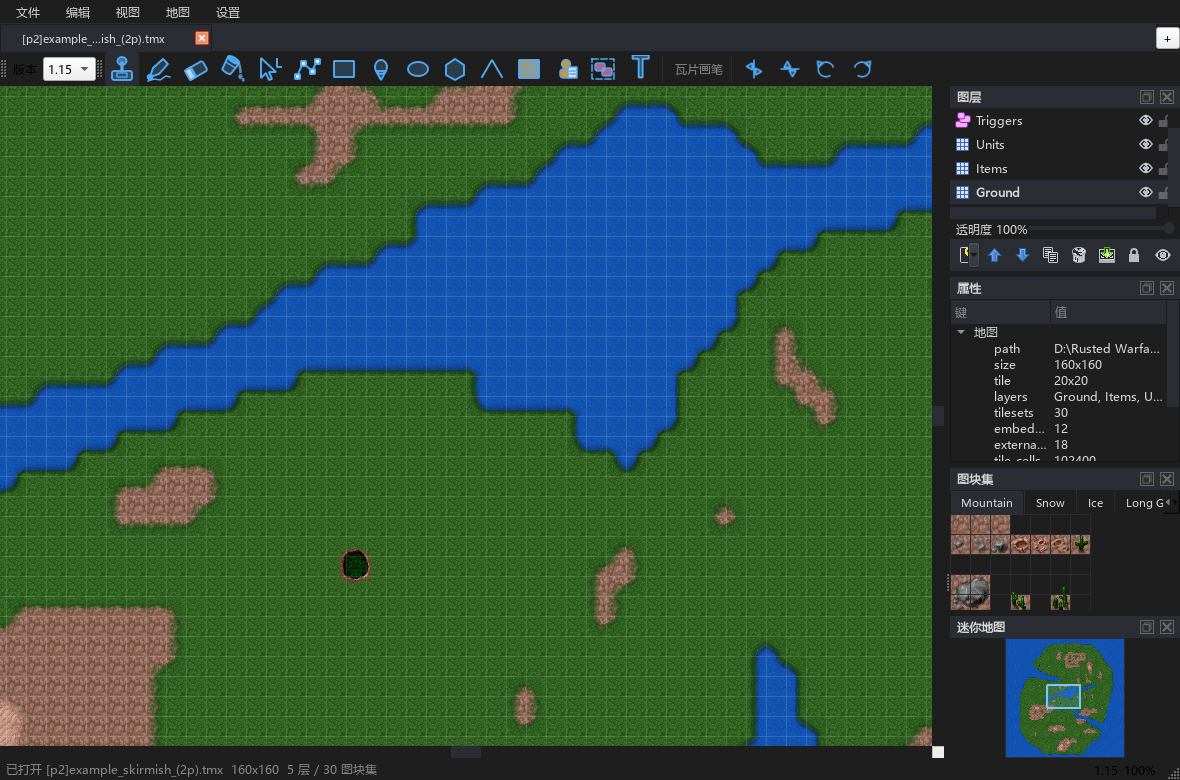 文件 编辑 视图 地图 设置
[p2]example_...ish_(2p).tmx
+
版本 1.15 瓦片画笔
图层
Triggers
Units
Items
Ground
透明度 100%
属性
键 值
地图
path D:\Rusted Warfa...
size 160x160
tile 20x20
layers Ground, Items, U...
tilesets 30
embed... 12
externa... 18
tile_cells 102400
图块集
Mountain Snow Ice Long G
迷你地图
已打开 [p2]example_skirmish_(2p).tmx 160x160 5 层 / 30 图块集
1.15 100%